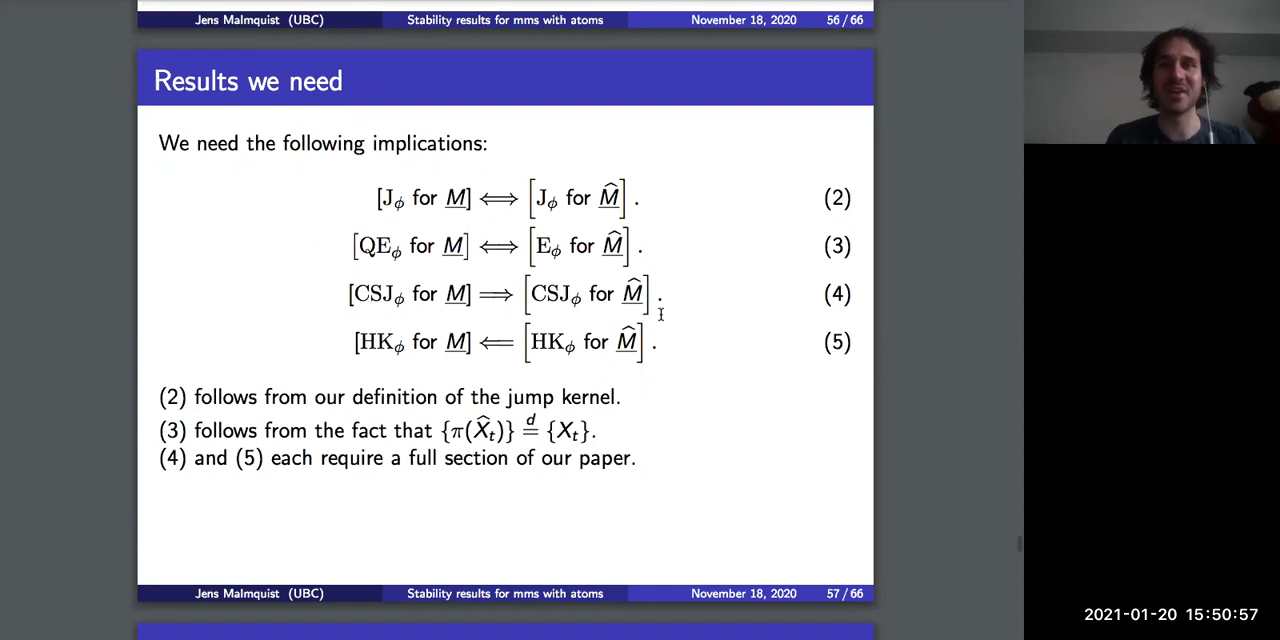 Jens Malmquist (UBC) Stability results for mms with atoms November 18, 2020 56 / 66
Results we need
We need the following implications:
[J_ϕ for M̲] ⟺ [J_ϕ for M̲̂]. (2)
[QE_ϕ for M̲] ⟺ [E_ϕ for M̲̂]. (3)
[CSJ_ϕ for M̲] ⟹ [CSJ_ϕ for M̲̂]. (4)
[HK_ϕ for M̲] ⟸ [HK_ϕ for M̲̂]. (5)
(2) follows from our definition of the jump kernel.
(3) follows from the fact that {π(X̂_t)} =^d {X_t}.
(4) and (5) each require a full section of our paper.
Jens Malmquist (UBC) Stability results for mms with atoms November 18, 2020 57 / 66
2021-01-20 15:50:57